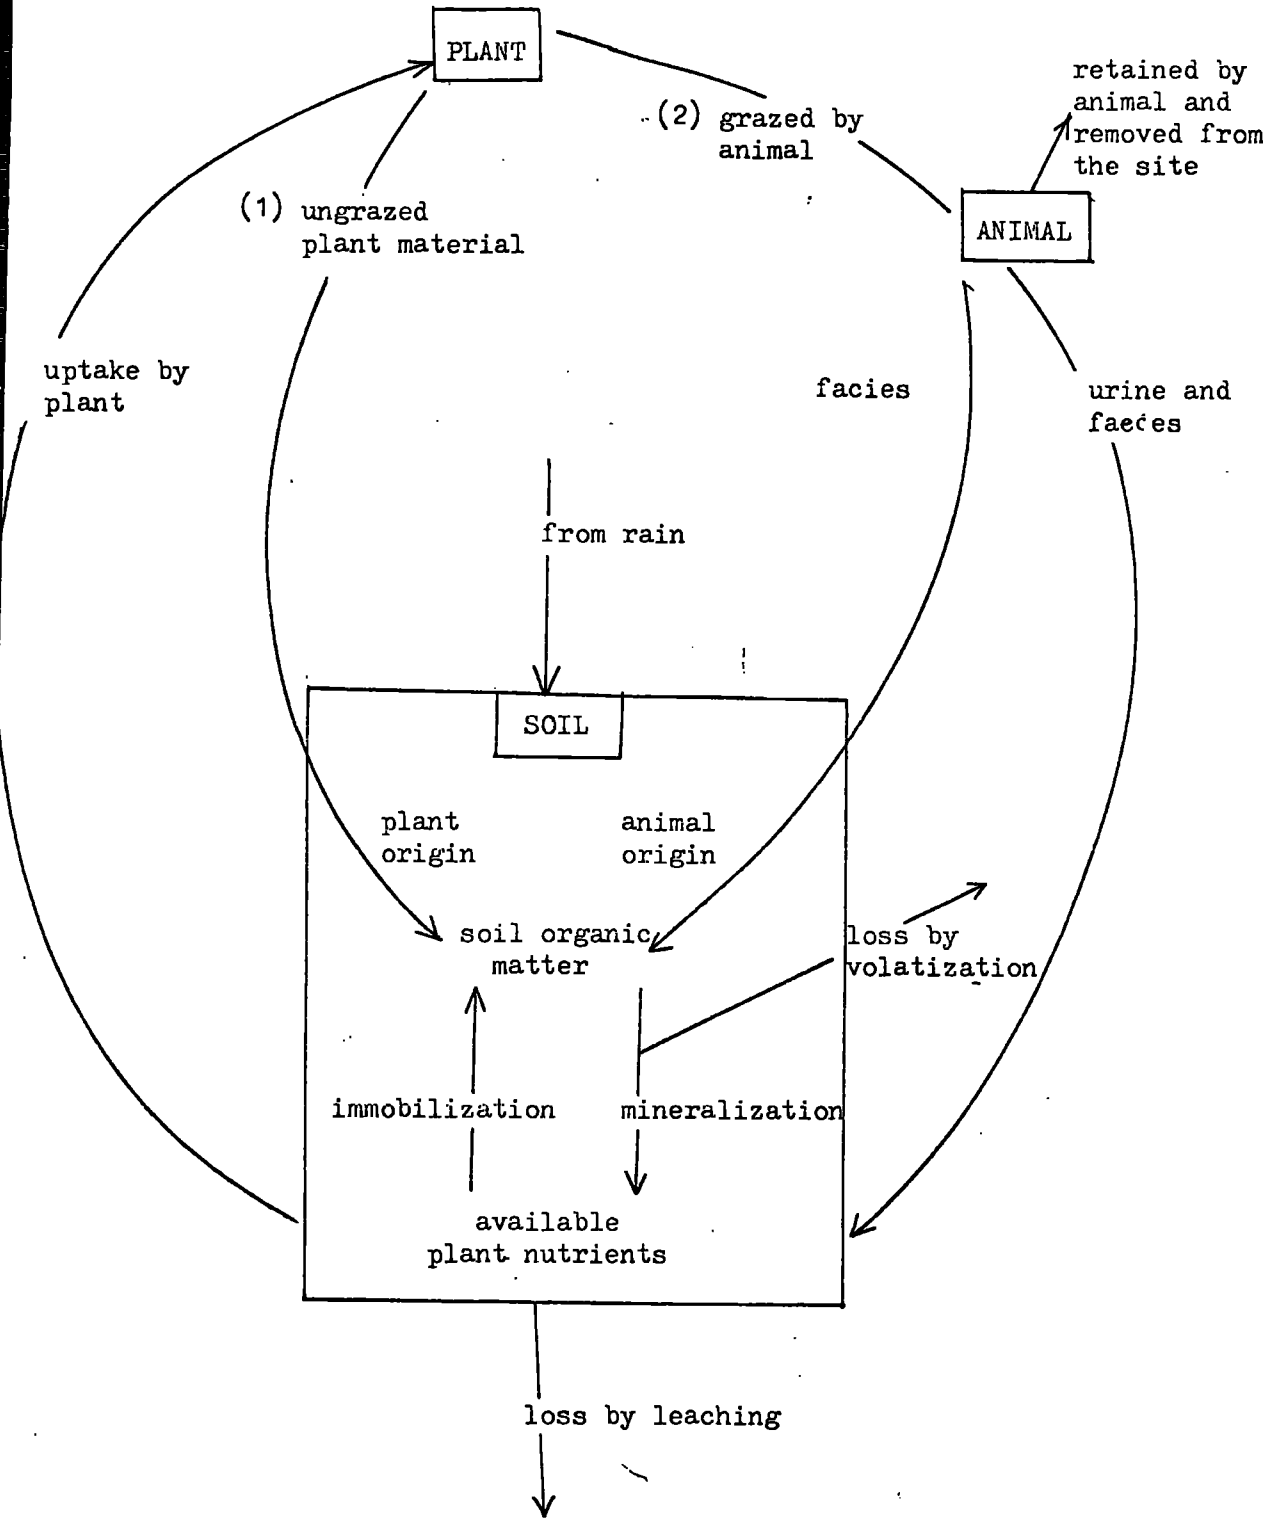 PLANT
retained by
animal and
removed from
the site
(2) grazed by
animal
(1) ungrazed
plant material
ANIMAL
uptake by
plant
facies
urine and
faeces
from rain
SOIL
plant
origin
animal
origin
soil organic
matter
loss by
volatization
immobilization
mineralization
available
plant nutrients
loss by leaching